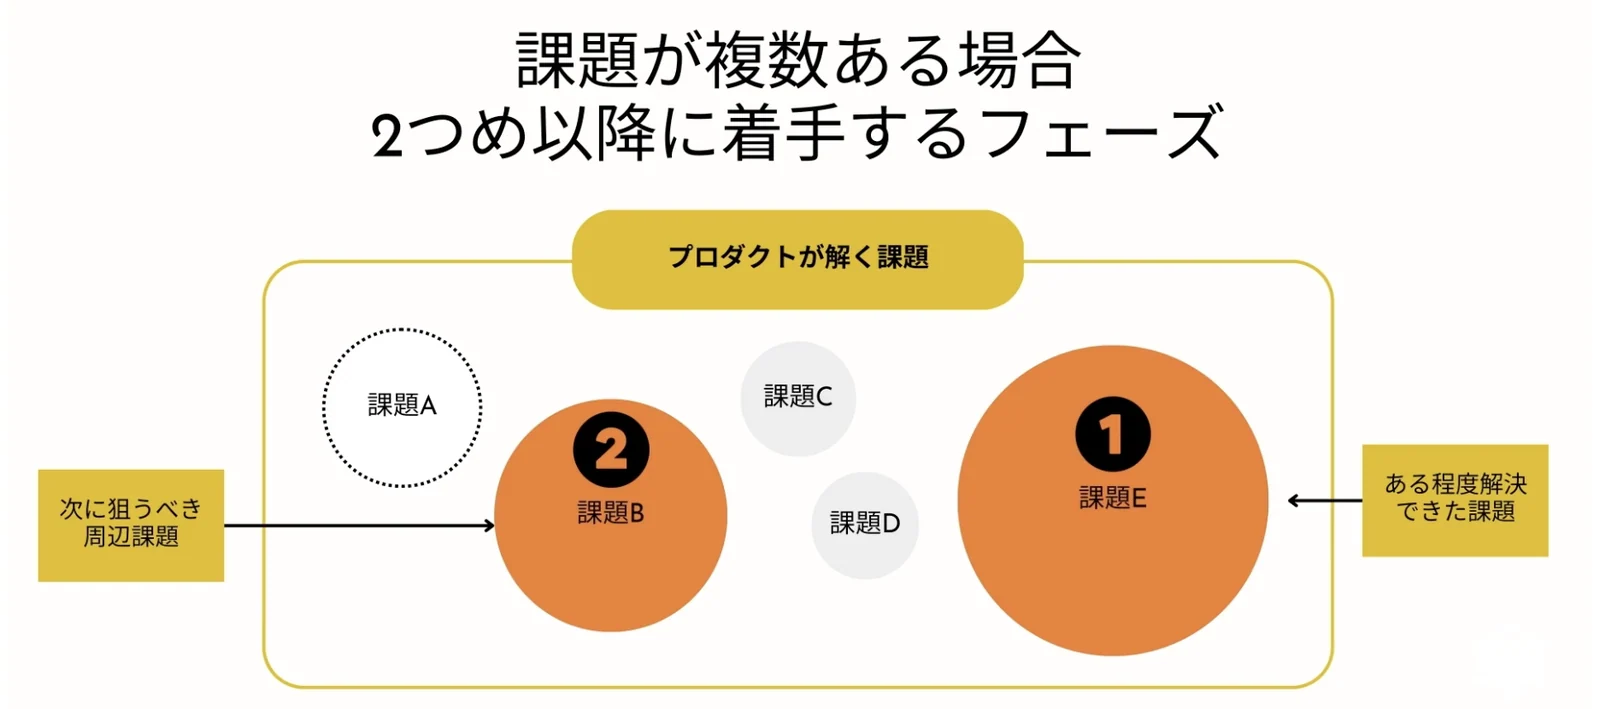 課題が複数ある場合
2つめ以降に着手するフェーズ
プロダクトが解く課題
課題A
2
課題B
課題C
課題D
1
課題E
次に狙うべき
周辺課題
ある程度解決
できた課題